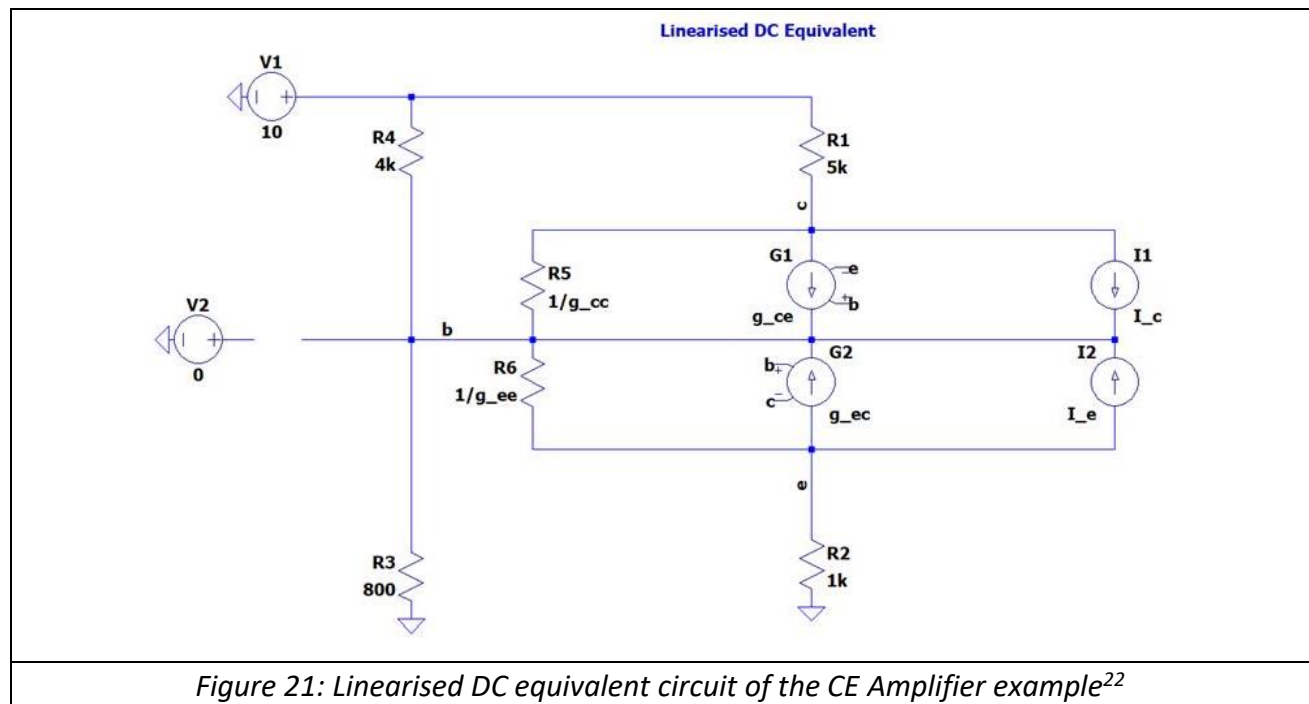 Linearised DC Equivalent
V1
10
R4
4k
R1
5k
c
R5
1/g_cc
G1
e
b
g_ce
I1
I_c
V2
0
b
R6
1/g_ee
G2
b
c
g_ec
I2
I_e
e
R3
800
R2
1k
Figure 21: Linearised DC equivalent circuit of the CE Amplifier example22